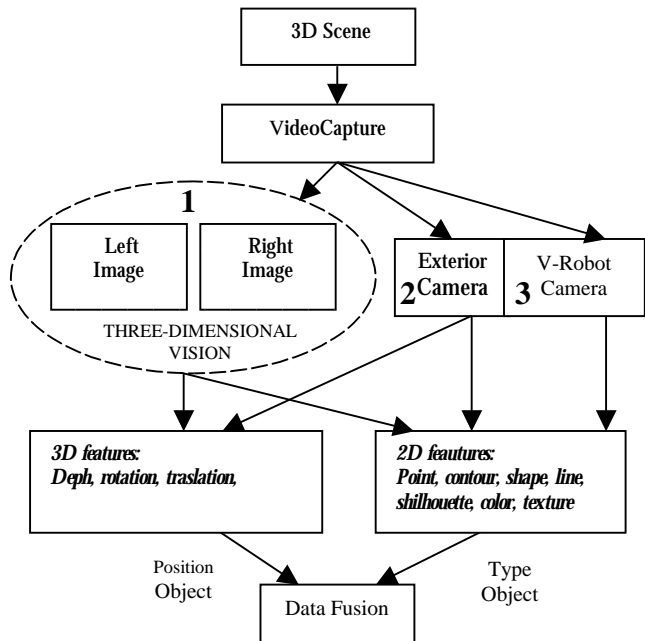 3D Scene
VideoCapture
1
Left
Image
Right
Image
THREE-DIMENSIONAL
VISION
2
Exterior
Camera
3
V-Robot
Camera
3D features:
Deph, rotation, traslation,
2D feautures:
Point, contour, shape, line,
shilhouette, color, texture
Position
Object
Type
Object
Data Fusion